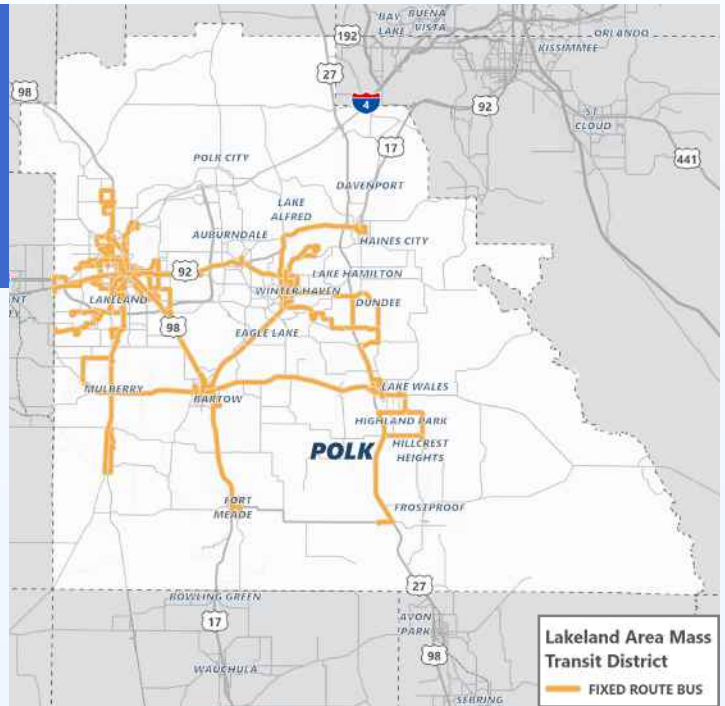 BAY
LAKE
BUENA
VISTA
ORLANDO
KISSIMMEE
192
27
98
4
92
ST
CLOUD
17
441
POLK CITY
DAVENPORT
LAKE
ALFRED
AUBURNDALE
HAINES CITY
92
LAKE HAMILTON
WINTER HAVEN
LAKELAND
DUNDEE
98
EAGLE LAKE
MULBERRY
BARTOW
LAKE WALES
HIGHLAND PARK
POLK
HILLCREST
HEIGHTS
FORT
MEADE
FROSTPROOF
27
BOWLING GREEN
17
AVON
PARK
98
WAUCHULA
SEBRING
Lakeland Area Mass
Transit District
FIXED ROUTE BUS